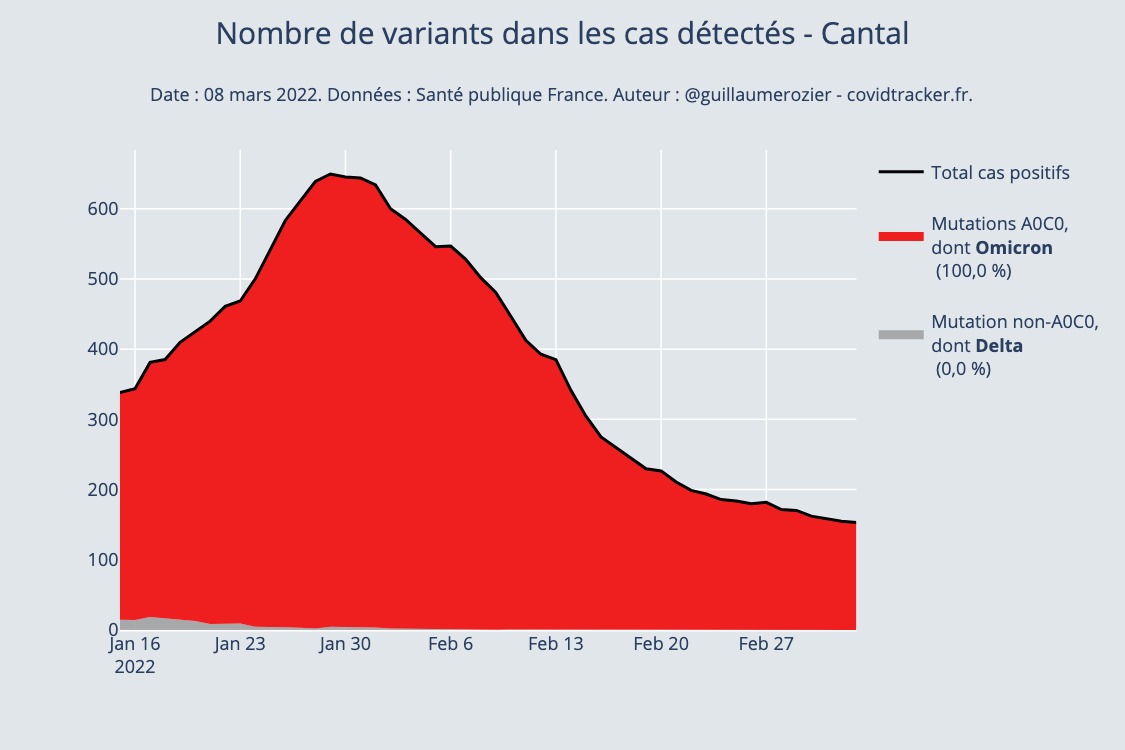 Nombre de variants dans les cas détectés - Cantal
Date : 08 mars 2022. Données : Santé publique France. Auteur : @guillaumerozier - covidtracker.fr.
Total cas positifs
Mutations A0C0,
dont Omicron
(100,0 %)
Mutation non-A0C0,
dont Delta
(0,0 %)
600
500
400
300
200
100
0
Jan 16 Jan 23 Jan 30 Feb 6 Feb 13 Feb 20 Feb 27
2022